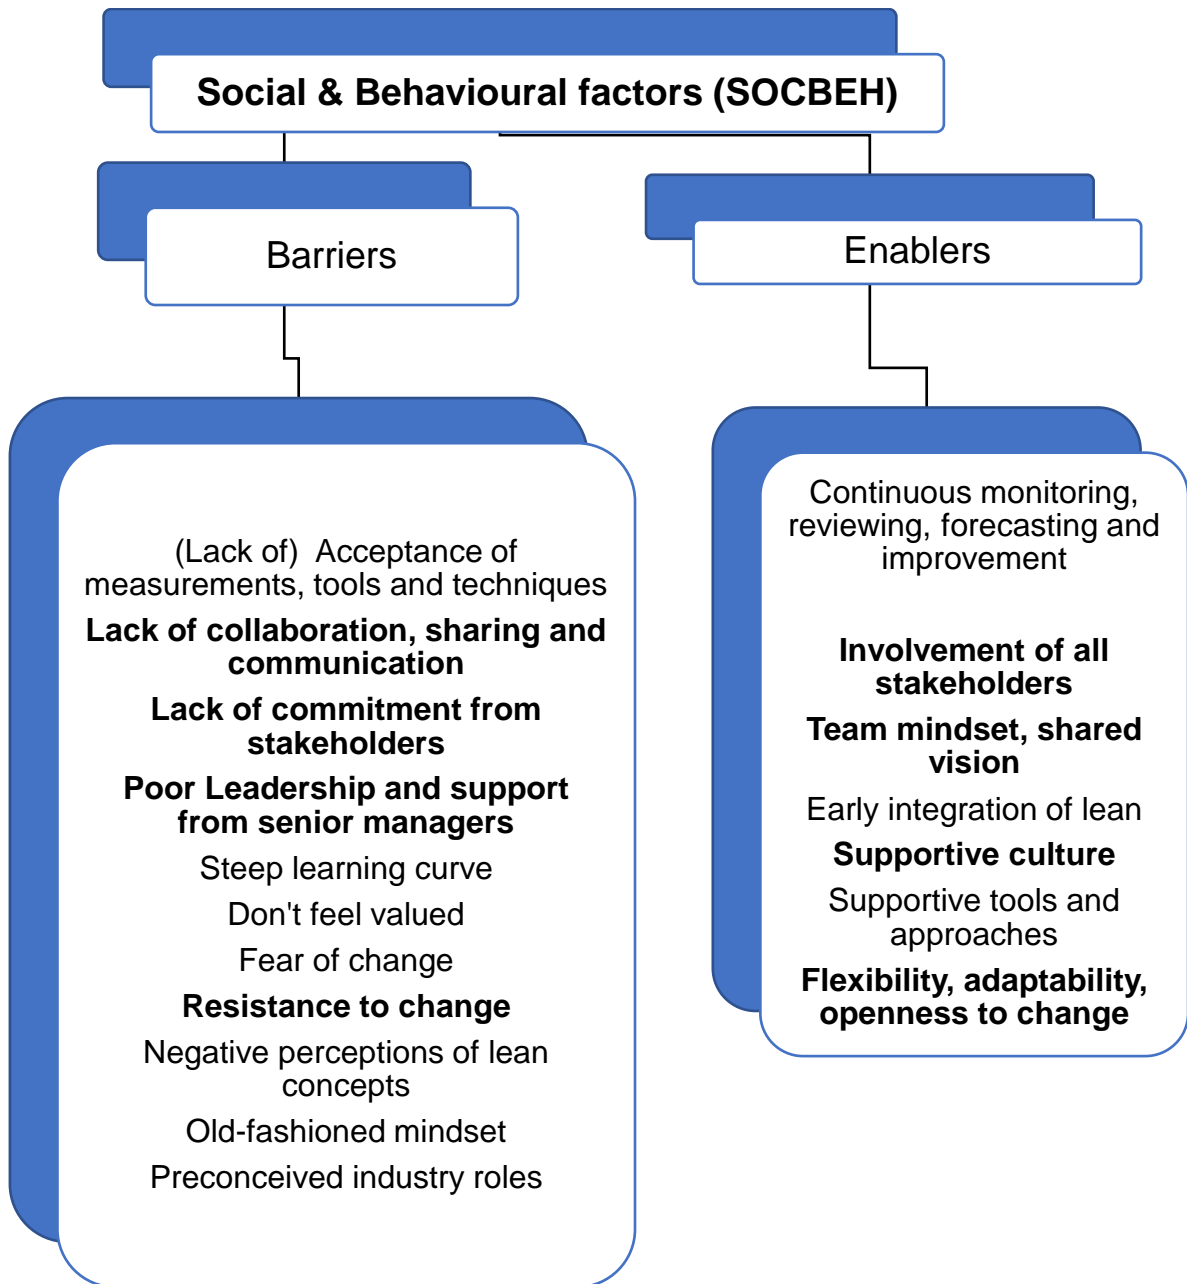 Social & Behavioural factors (SOCBEH)
Barriers
Enablers
(Lack of)  Acceptance of
measurements, tools and techniques
Lack of collaboration, sharing and
communication
Lack of commitment from
stakeholders
Poor Leadership and support
from senior managers
Steep learning curve
Don't feel valued
Fear of change
Resistance to change
Negative perceptions of lean
concepts
Old-fashioned mindset
Preconceived industry roles
Continuous monitoring,
reviewing, forecasting and
improvement
Involvement of all
stakeholders
Team mindset, shared
vision
Early integration of lean
Supportive culture
Supportive tools and
approaches
Flexibility, adaptability,
openness to change